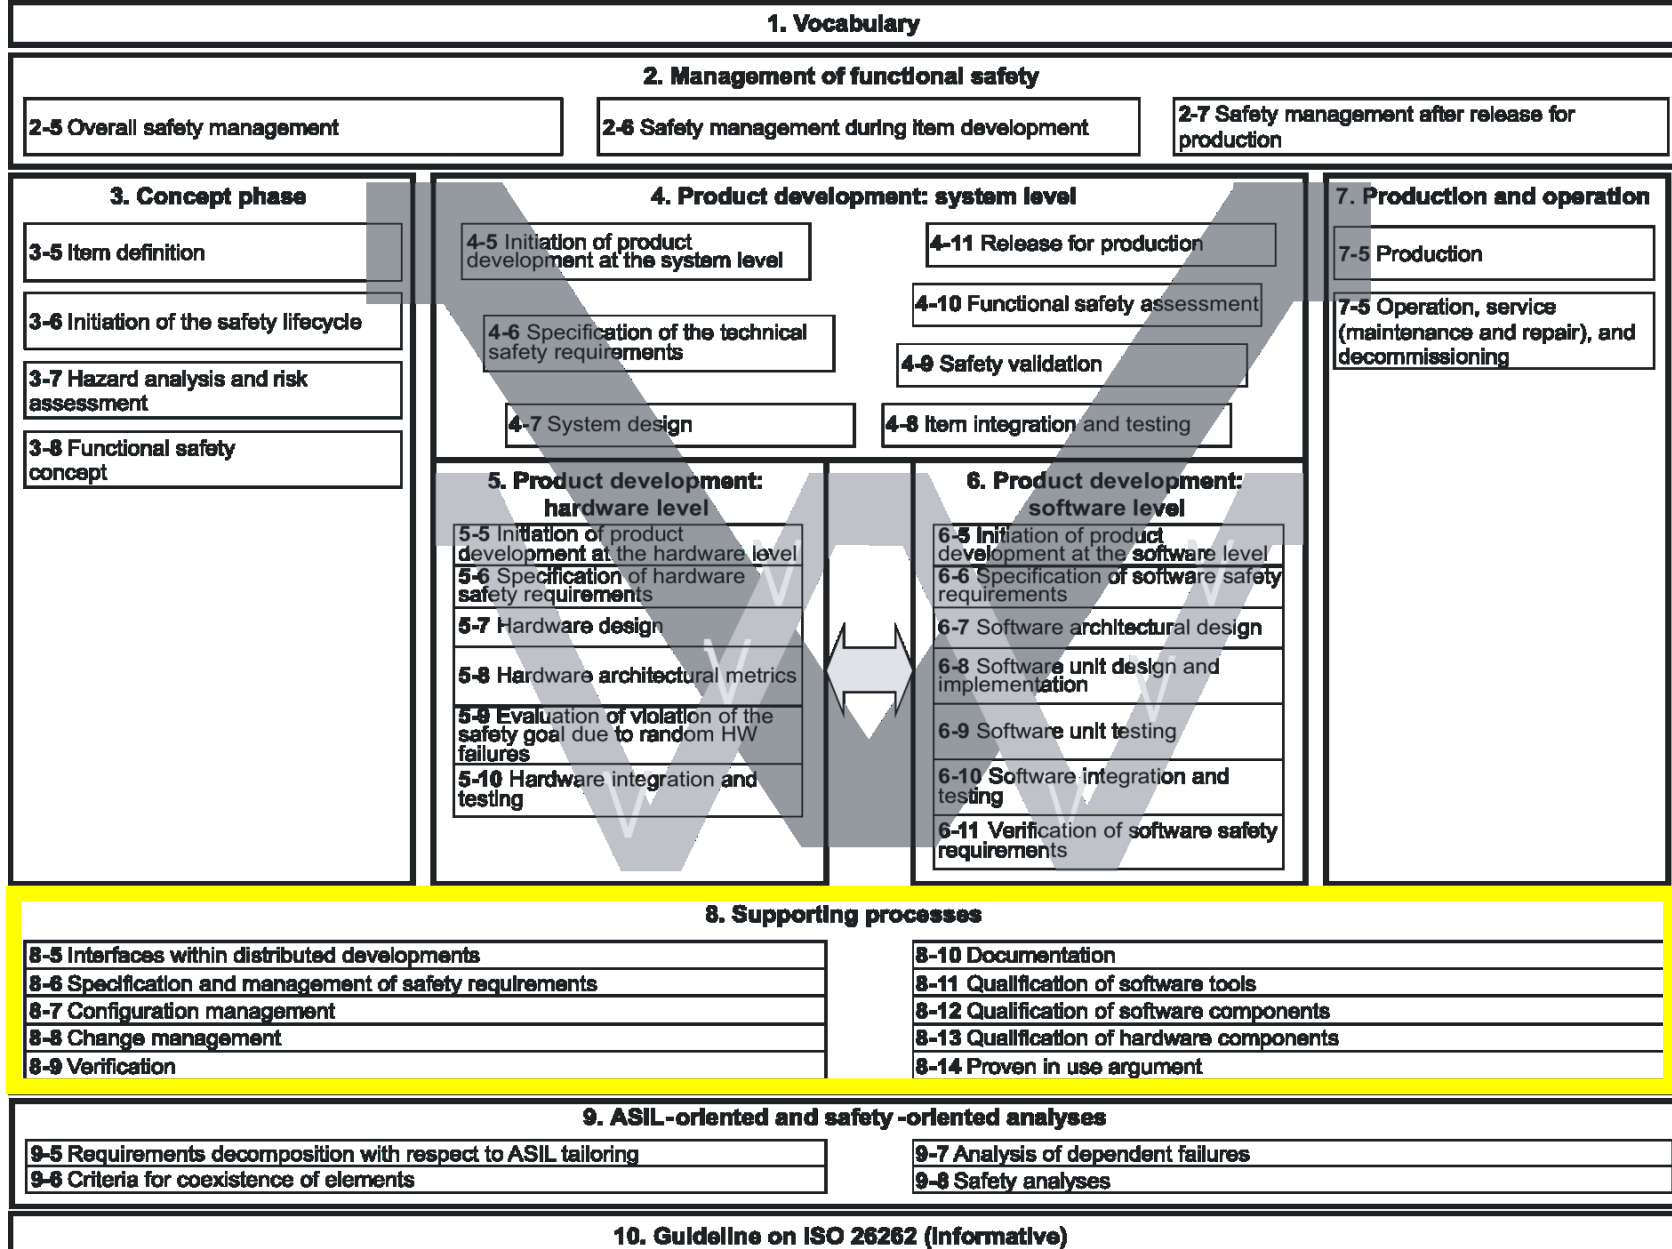 1. Vocabulary
2. Management of functional safety
2-5 Overall safety management
2-6 Safety management during item development
2-7 Safety management after release for
production
3. Concept phase
3-5 Item definition
3-6 Initiation of the safety lifecycle
3-7 Hazard analysis and risk
assessment
3-8 Functional safety
concept
4. Product development: system level
4-5 Initiation of product
development at the system level
4-6 Specification of the technical
safety requirements
4-7 System design
4-11 Release for production
4-10 Functional safety assessment
4-9 Safety validation
4-8 Item integration and testing
7. Production and operation
7-5 Production
7-5 Operation, service
(maintenance and repair), and
decommissioning
5. Product development:
hardware level
5-5 Initiation of product
development at the hardware level
5-6 Specification of hardware
safety requirements
5-7 Hardware design
5-8 Hardware architectural metrics
5-9 Evaluation of violation of the
safety goal due to random HW
failures
5-10 Hardware integration and
testing
6. Product development:
software level
6-5 Initiation of product
development at the software level
6-6 Specification of software safety
requirements
6-7 Software architectural design
6-8 Software unit design and
implementation
6-9 Software unit testing
6-10 Software integration and
testing
6-11 Verification of software safety
requirements
8. Supporting processes
8-5 Interfaces within distributed developments
8-6 Specification and management of safety requirements
8-7 Configuration management
8-8 Change management
8-9 Verification
8-10 Documentation
8-11 Qualification of software tools
8-12 Qualification of software components
8-13 Qualification of hardware components
8-14 Proven in use argument
9. ASIL-oriented and safety -oriented analyses
9-5 Requirements decomposition with respect to ASIL tailoring
9-6 Criteria for coexistence of elements
9-7 Analysis of dependent failures
9-8 Safety analyses
10. Guideline on ISO 26262 (informative)